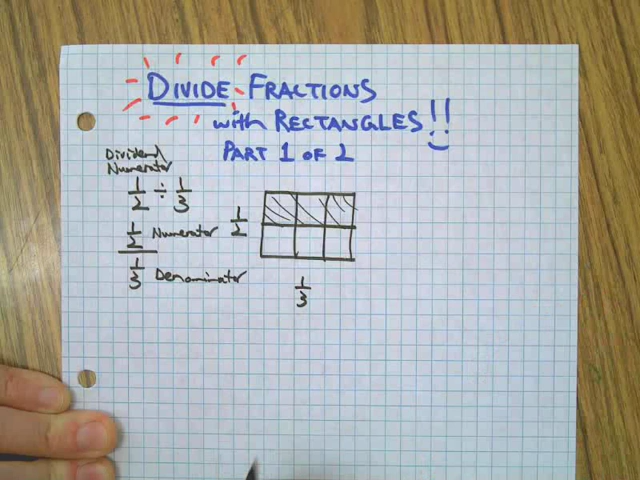 DIVIDE FRACTIONS
with RECTANGLES!!
PART 1 OF 2
Dividend\
Numerator
1/2 ÷ 1/3
1/2 Numerator
1/3 Denominator
1/2
1/3